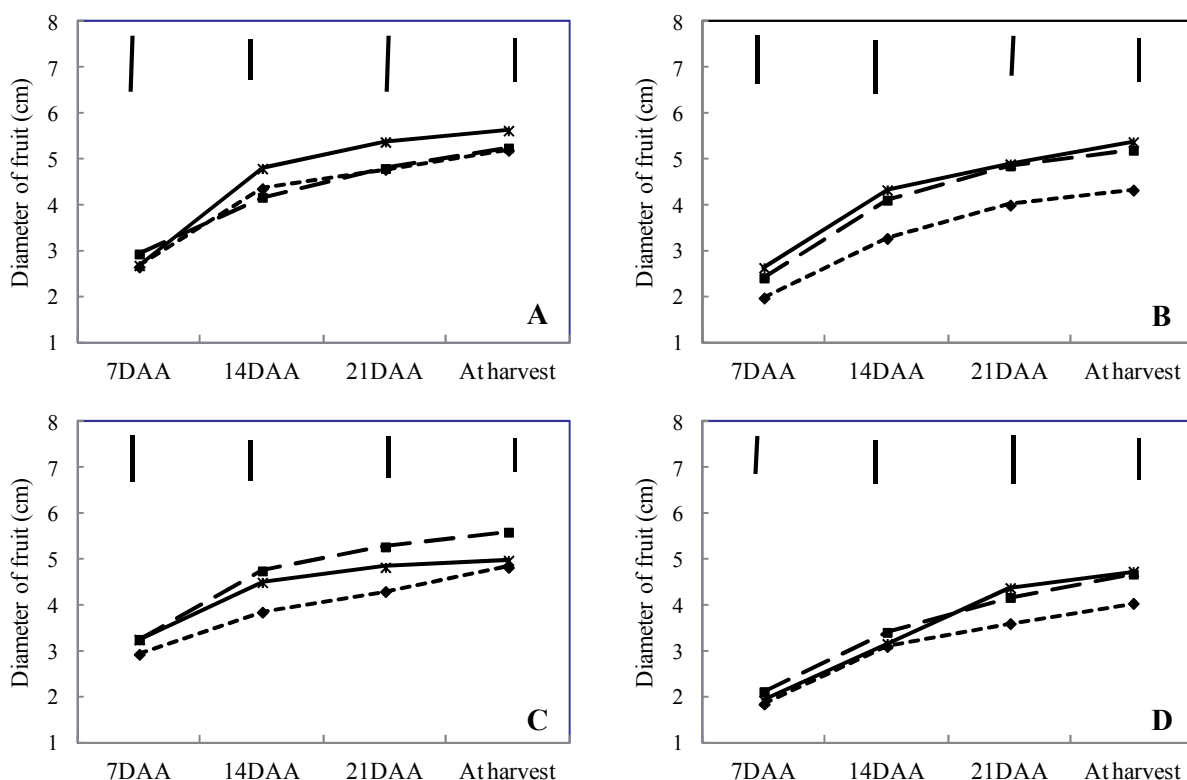 Diameter of fruit (cm)
8
7
6
5
4
3
2
1
A
7DAA 14DAA 21DAA At harvest
Diameter of fruit (cm)
8
7
6
5
4
3
2
1
B
7DAA 14DAA 21DAA At harvest
Diameter of fruit (cm)
8
7
6
5
4
3
2
1
C
7DAA 14DAA 21DAA At harvest
Diameter of fruit (cm)
8
7
6
5
4
3
2
1
D
7DAA 14DAA 21DAA At harvest